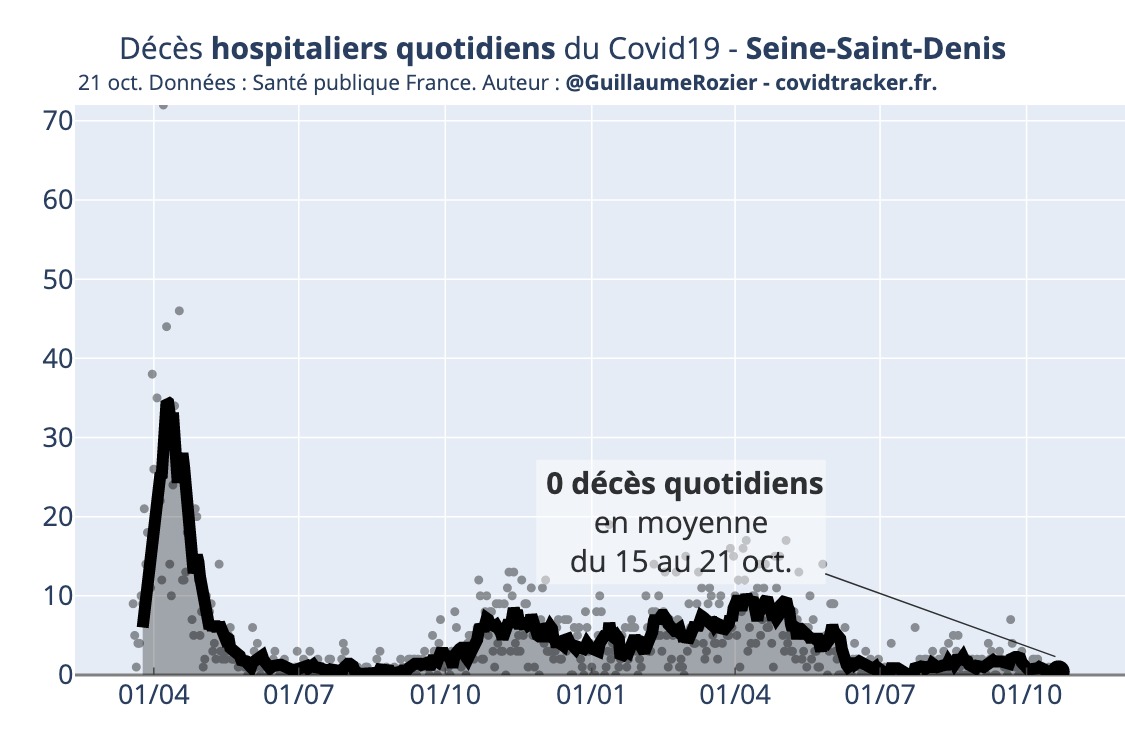 Décès hospitaliers quotidiens du Covid19 - Seine-Saint-Denis
21 oct. Données : Santé publique France. Auteur : @GuillaumeRozier - covidtracker.fr.
70
60
50
40
30
20
10
0
0 décès quotidiens
en moyenne
du 15 au 21 oct.
01/04 01/07 01/10 01/01 01/04 01/07 01/10